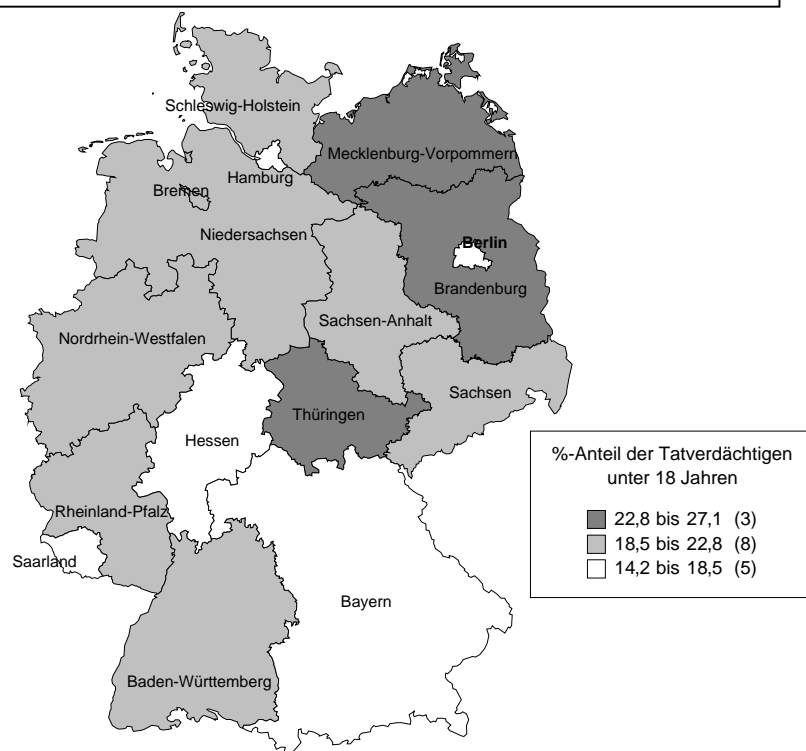 Schleswig-Holstein
Mecklenburg-Vorpommern
Hamburg
Bremen
Niedersachsen
Berlin
Brandenburg
Sachsen-Anhalt
Nordrhein-Westfalen
Sachsen
Thüringen
Hessen
%-Anteil der Tatverdächtigen
unter 18 Jahren
22,8 bis 27,1 (3)
18,5 bis 22,8 (8)
14,2 bis 18,5 (5)
Rheinland-Pfalz
Saarland
Bayern
Baden-Württemberg